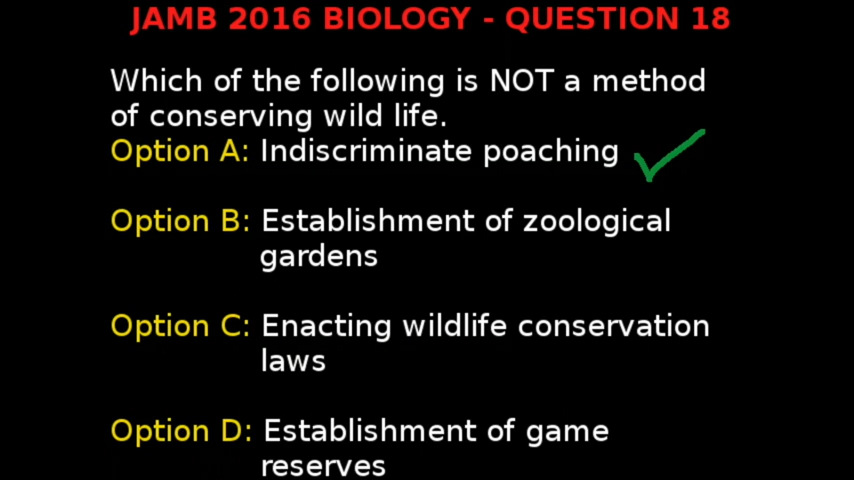 JAMB 2016 BIOLOGY - QUESTION 18
Which of the following is NOT a method
of conserving wild life.
Option A: Indiscriminate poaching
Option B: Establishment of zoological
gardens
Option C: Enacting wildlife conservation
laws
Option D: Establishment of game
reserves